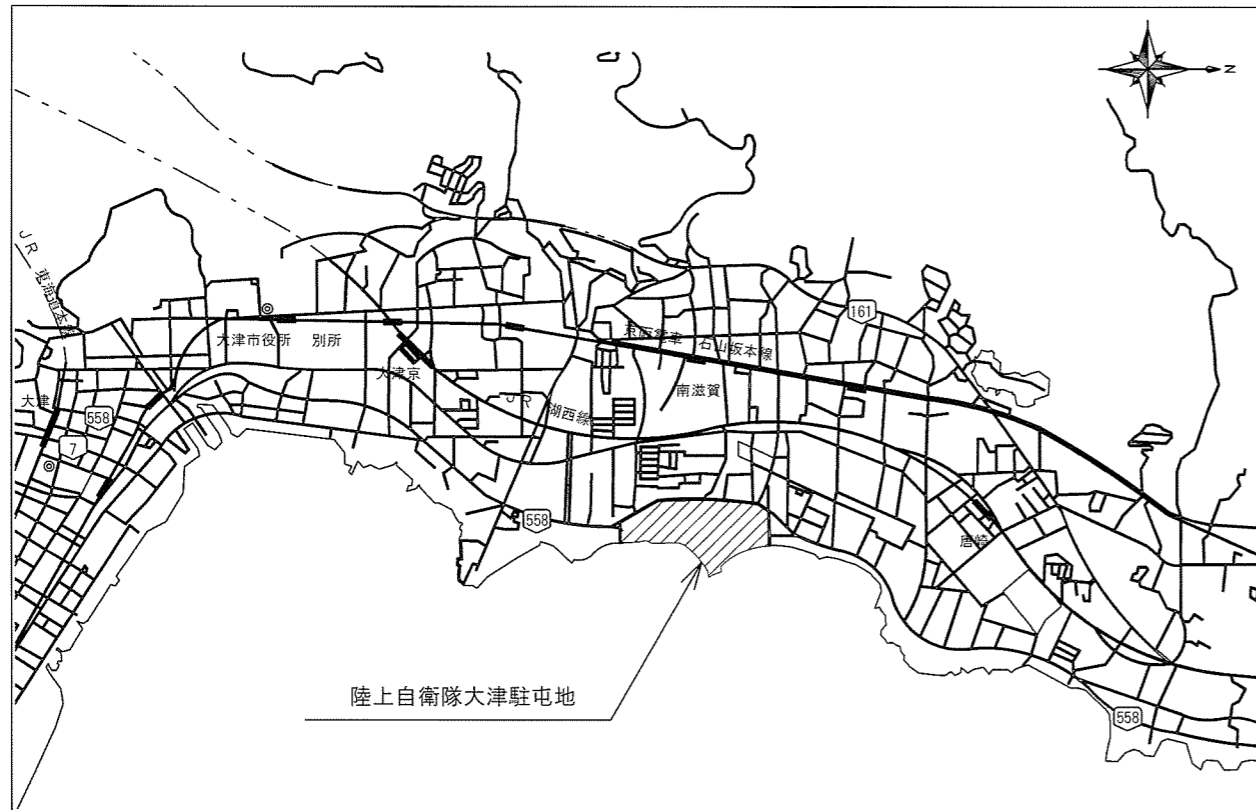 N
JR 東海道本線
161
大津市役所
別所
京阪電車
石山坂本線
大津京
大津
558
7
JR
湖西線
南滋賀
558
唐崎
陸上自衛隊大津駐屯地
558